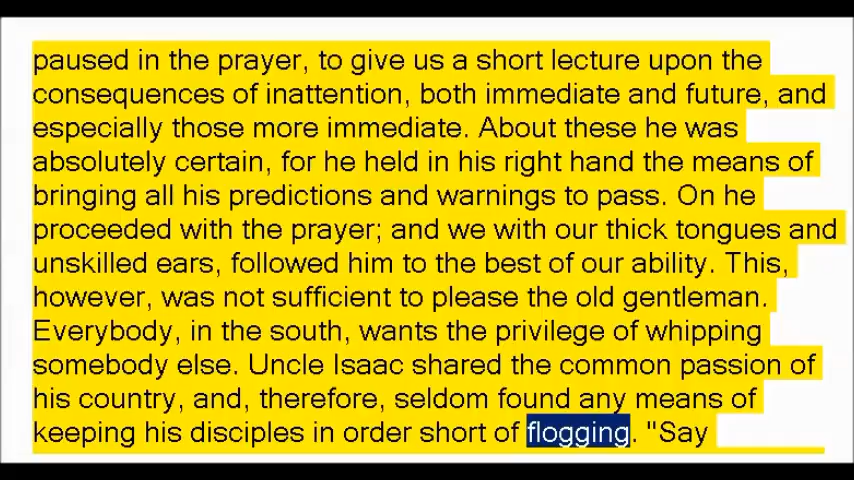 paused in the prayer, to give us a short lecture upon the
consequences of inattention, both immediate and future, and
especially those more immediate. About these he was
absolutely certain, for he held in his right hand the means of
bringing all his predictions and warnings to pass. On he
proceeded with the prayer; and we with our thick tongues and
unskilled ears, followed him to the best of our ability. This,
however, was not sufficient to please the old gentleman.
Everybody, in the south, wants the privilege of whipping
somebody else. Uncle Isaac shared the common passion of
his country, and, therefore, seldom found any means of
keeping his disciples in order short of flogging. "Say